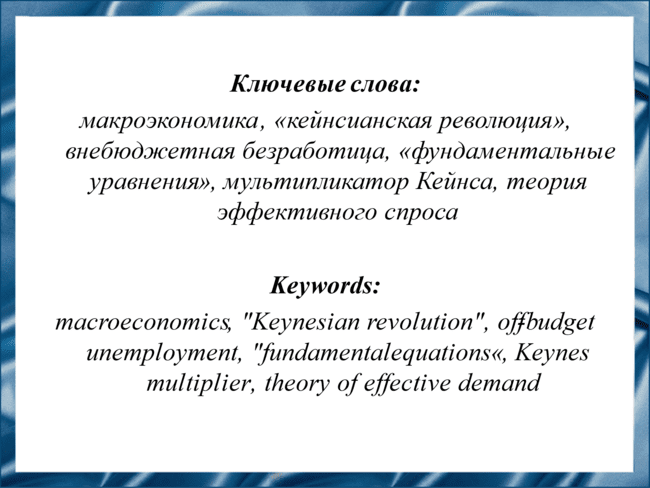 Ключевые слова:
макроэкономика, «кейнсианская революция»,
внебюджетная безработица, «фундаментальные
уравнения», мультипликатор Кейнса, теория
эффективного спроса
Keywords:
macroeconomics, "Keynesian revolution", offbudget
unemployment, "fundamentalequations«, Keynes
multiplier, theory of effective demand